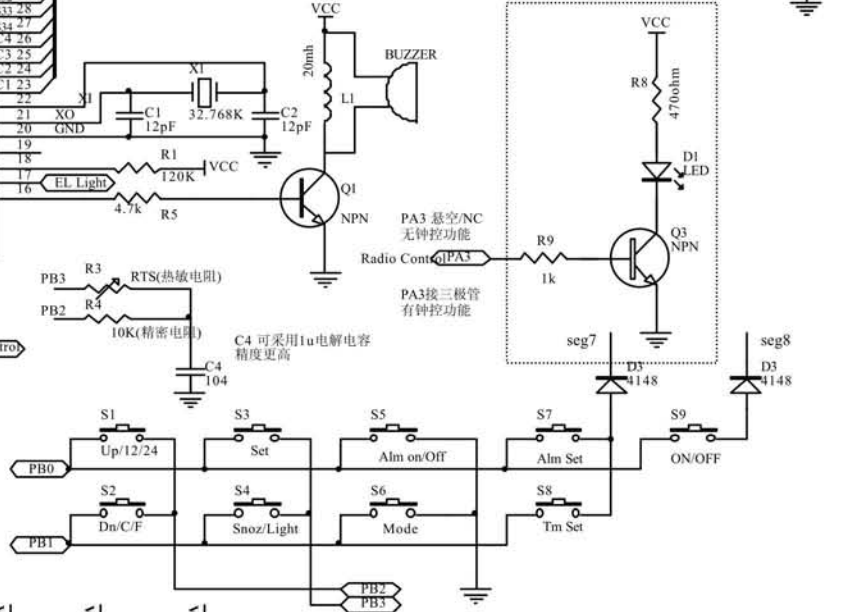 28
27
26
25
24
23
22
21
20
19
18
17
16
XI
XO
GND
EL Light
X1
32.768K
C1
12pF
C2
12pF
R1
120K
VCC
4.7k
R5
VCC
20mh
L1
BUZZER
Q1
NPN
VCC
R8
470ohm
D1
LED
Q3
NPN
R9
1k
PA3 悬空/NC
无钟控功能
Radio Control
PA3
PA3接三极管
有钟控功能
PB3
R3
RTS(热敏电阻)
PB2
R4
10K(精密电阻)
C4 可采用1u电解电容
精度更高
C4
104
seg7
D3
4148
seg8
D3
4148
S1
Up/12/24
S3
Set
S5
Alm on/Off
S7
Alm Set
S9
ON/OFF
PB0
S2
Dn/C/F
S4
Snoz/Light
S6
Mode
S8
Tm Set
PB1
PB2
PB3